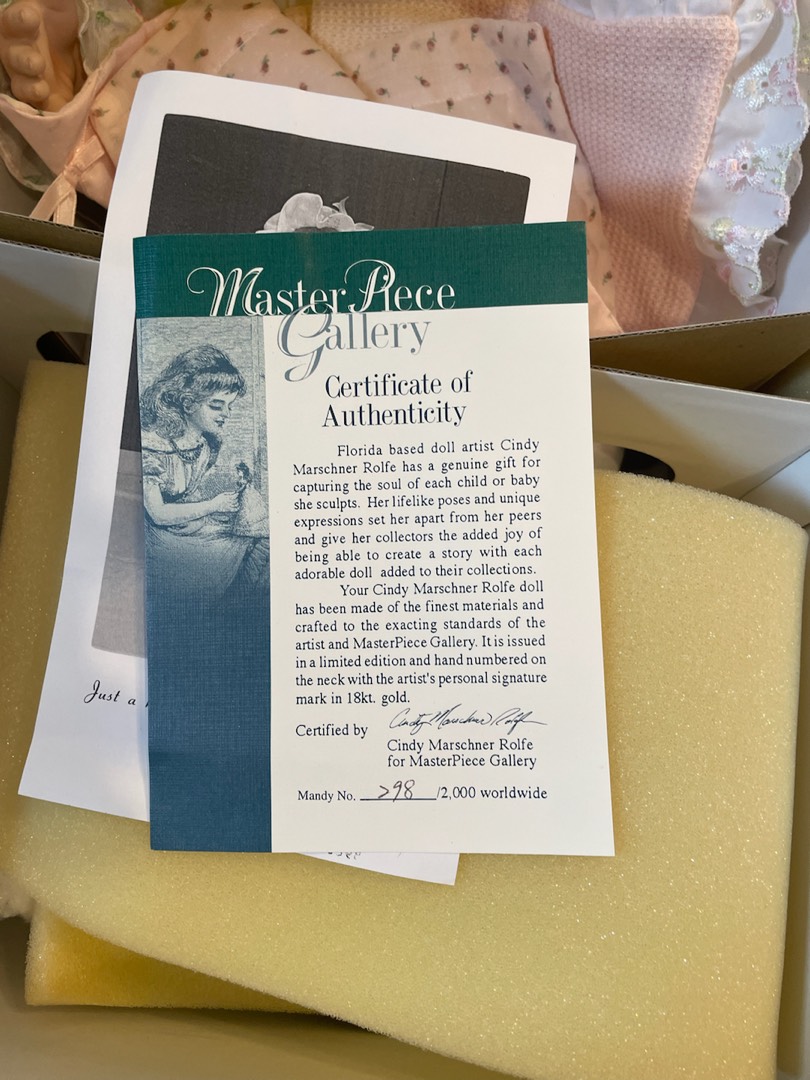 MasterPiece
Gallery
Certificate of
Authenticity
Florida based doll artist Cindy
Marschner Rolfe has a genuine gift for
capturing the soul of each child or baby
she sculpts. Her lifelike poses and unique
expressions set her apart from her peers
and give her collectors the added joy of
being able to create a story with each
adorable doll added to their collections.
Your Cindy Marschner Rolfe doll
has been made of the finest materials and
crafted to the exacting standards of the
artist and MasterPiece Gallery. It is issued
in a limited edition and hand numbered on
the neck with the artist's personal signature
mark in 18kt. gold.
Certified by Cindy Marschner Rolfe
Cindy Marschner Rolfe
for MasterPiece Gallery
Mandy No. 298 /2,000 worldwide
Just a